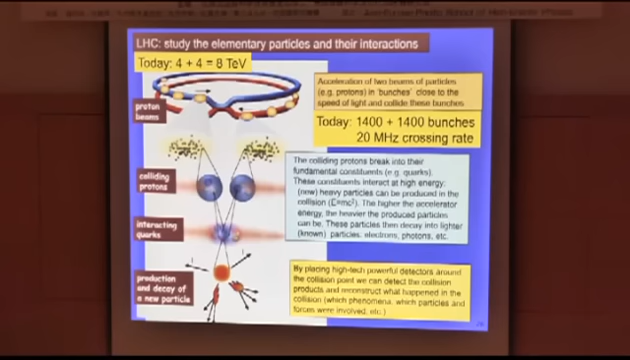 LHC: study the elementary particles and their interactions
Today: 4 + 4 = 8 TeV
Acceleration of two beams of particles
(e.g. protons) in 'bunches' close to the
speed of light and collide these bunches
proton
beams
Today: 1400 + 1400 bunches
20 MHz crossing rate
The colliding protons break into their
fundamental constituents (e.g. quarks).
These constituents interact at high energy:
(new) heavy particles can be produced in the
collision (E=mc²). The higher the accelerator
energy, the heavier the produced particles
can be. These particles then decay into lighter
(known) particles: electrons, photons, etc.
colliding
protons
interacting
quarks
production
and decay of
a new particle
By placing high-tech powerful detectors around
the collision point we can detect the collision
products and reconstruct what happened in the
collision (which phenomena, which particles and
forces were involved, etc.)